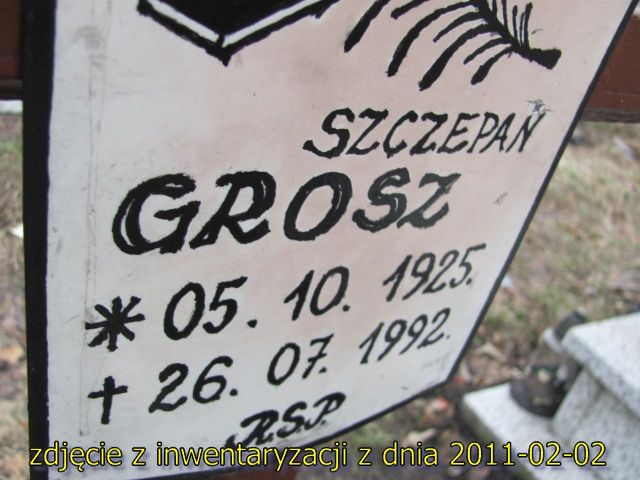 SZCZEPAN
GROSZ
* 05. 10. 1925.
† 26. 07. 1992.
R.S.P.
zdjęcie z inwentaryzacji z dnia 2011-02-02